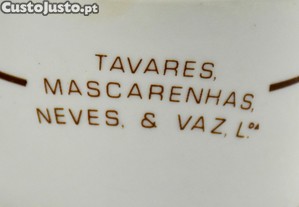 CustoJusto.pt
TAVARES,
MASCARENHAS,
NEVES, & VAZ, L.DA